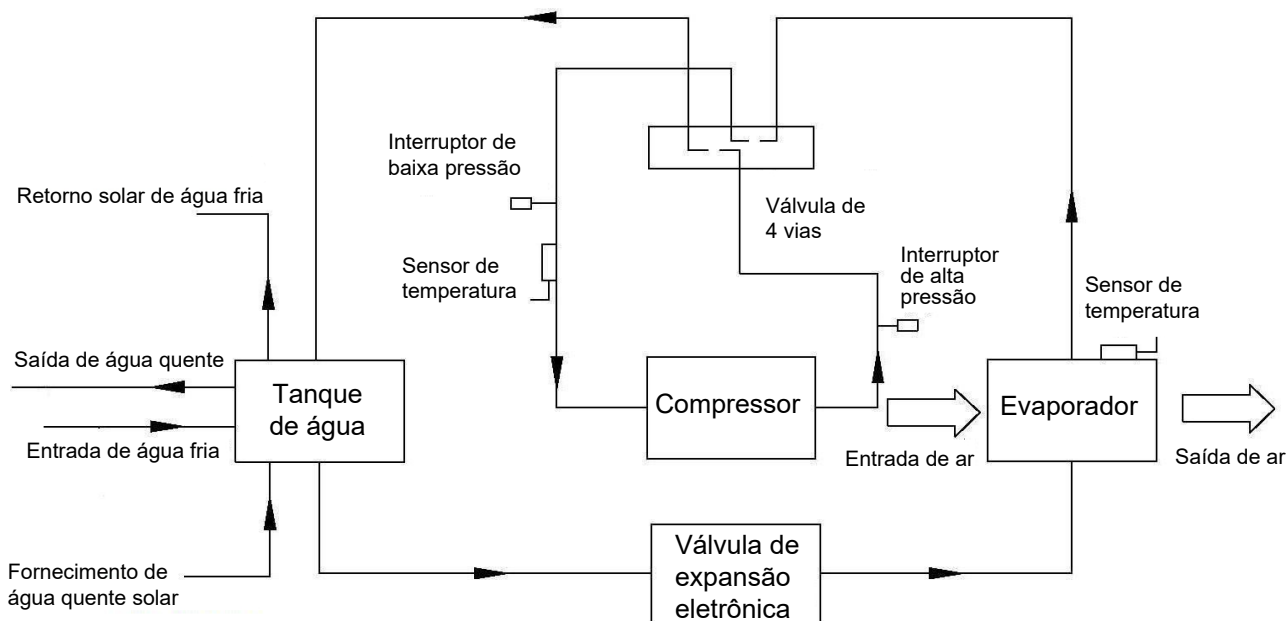 Interruptor de
baixa pressão
Retorno solar de água fria
Válvula de
4 vias
Sensor de
temperatura
Interruptor
de alta
pressão
Sensor de
temperatura
Saída de água quente
Tanque
de água
Compressor
Evaporador
Entrada de água fria
Entrada de ar
Saída de ar
Fornecimento de
água quente solar
Válvula de
expansão
eletrônica